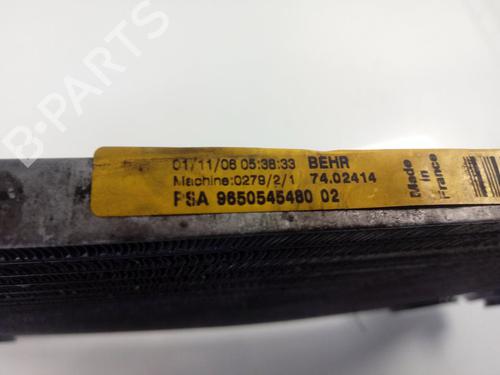 01/11/06 05:38:33 BEHR
Machine:0279/2/1 74.02414
PSA 9650545480 02
Made
in
France
B-PARTS